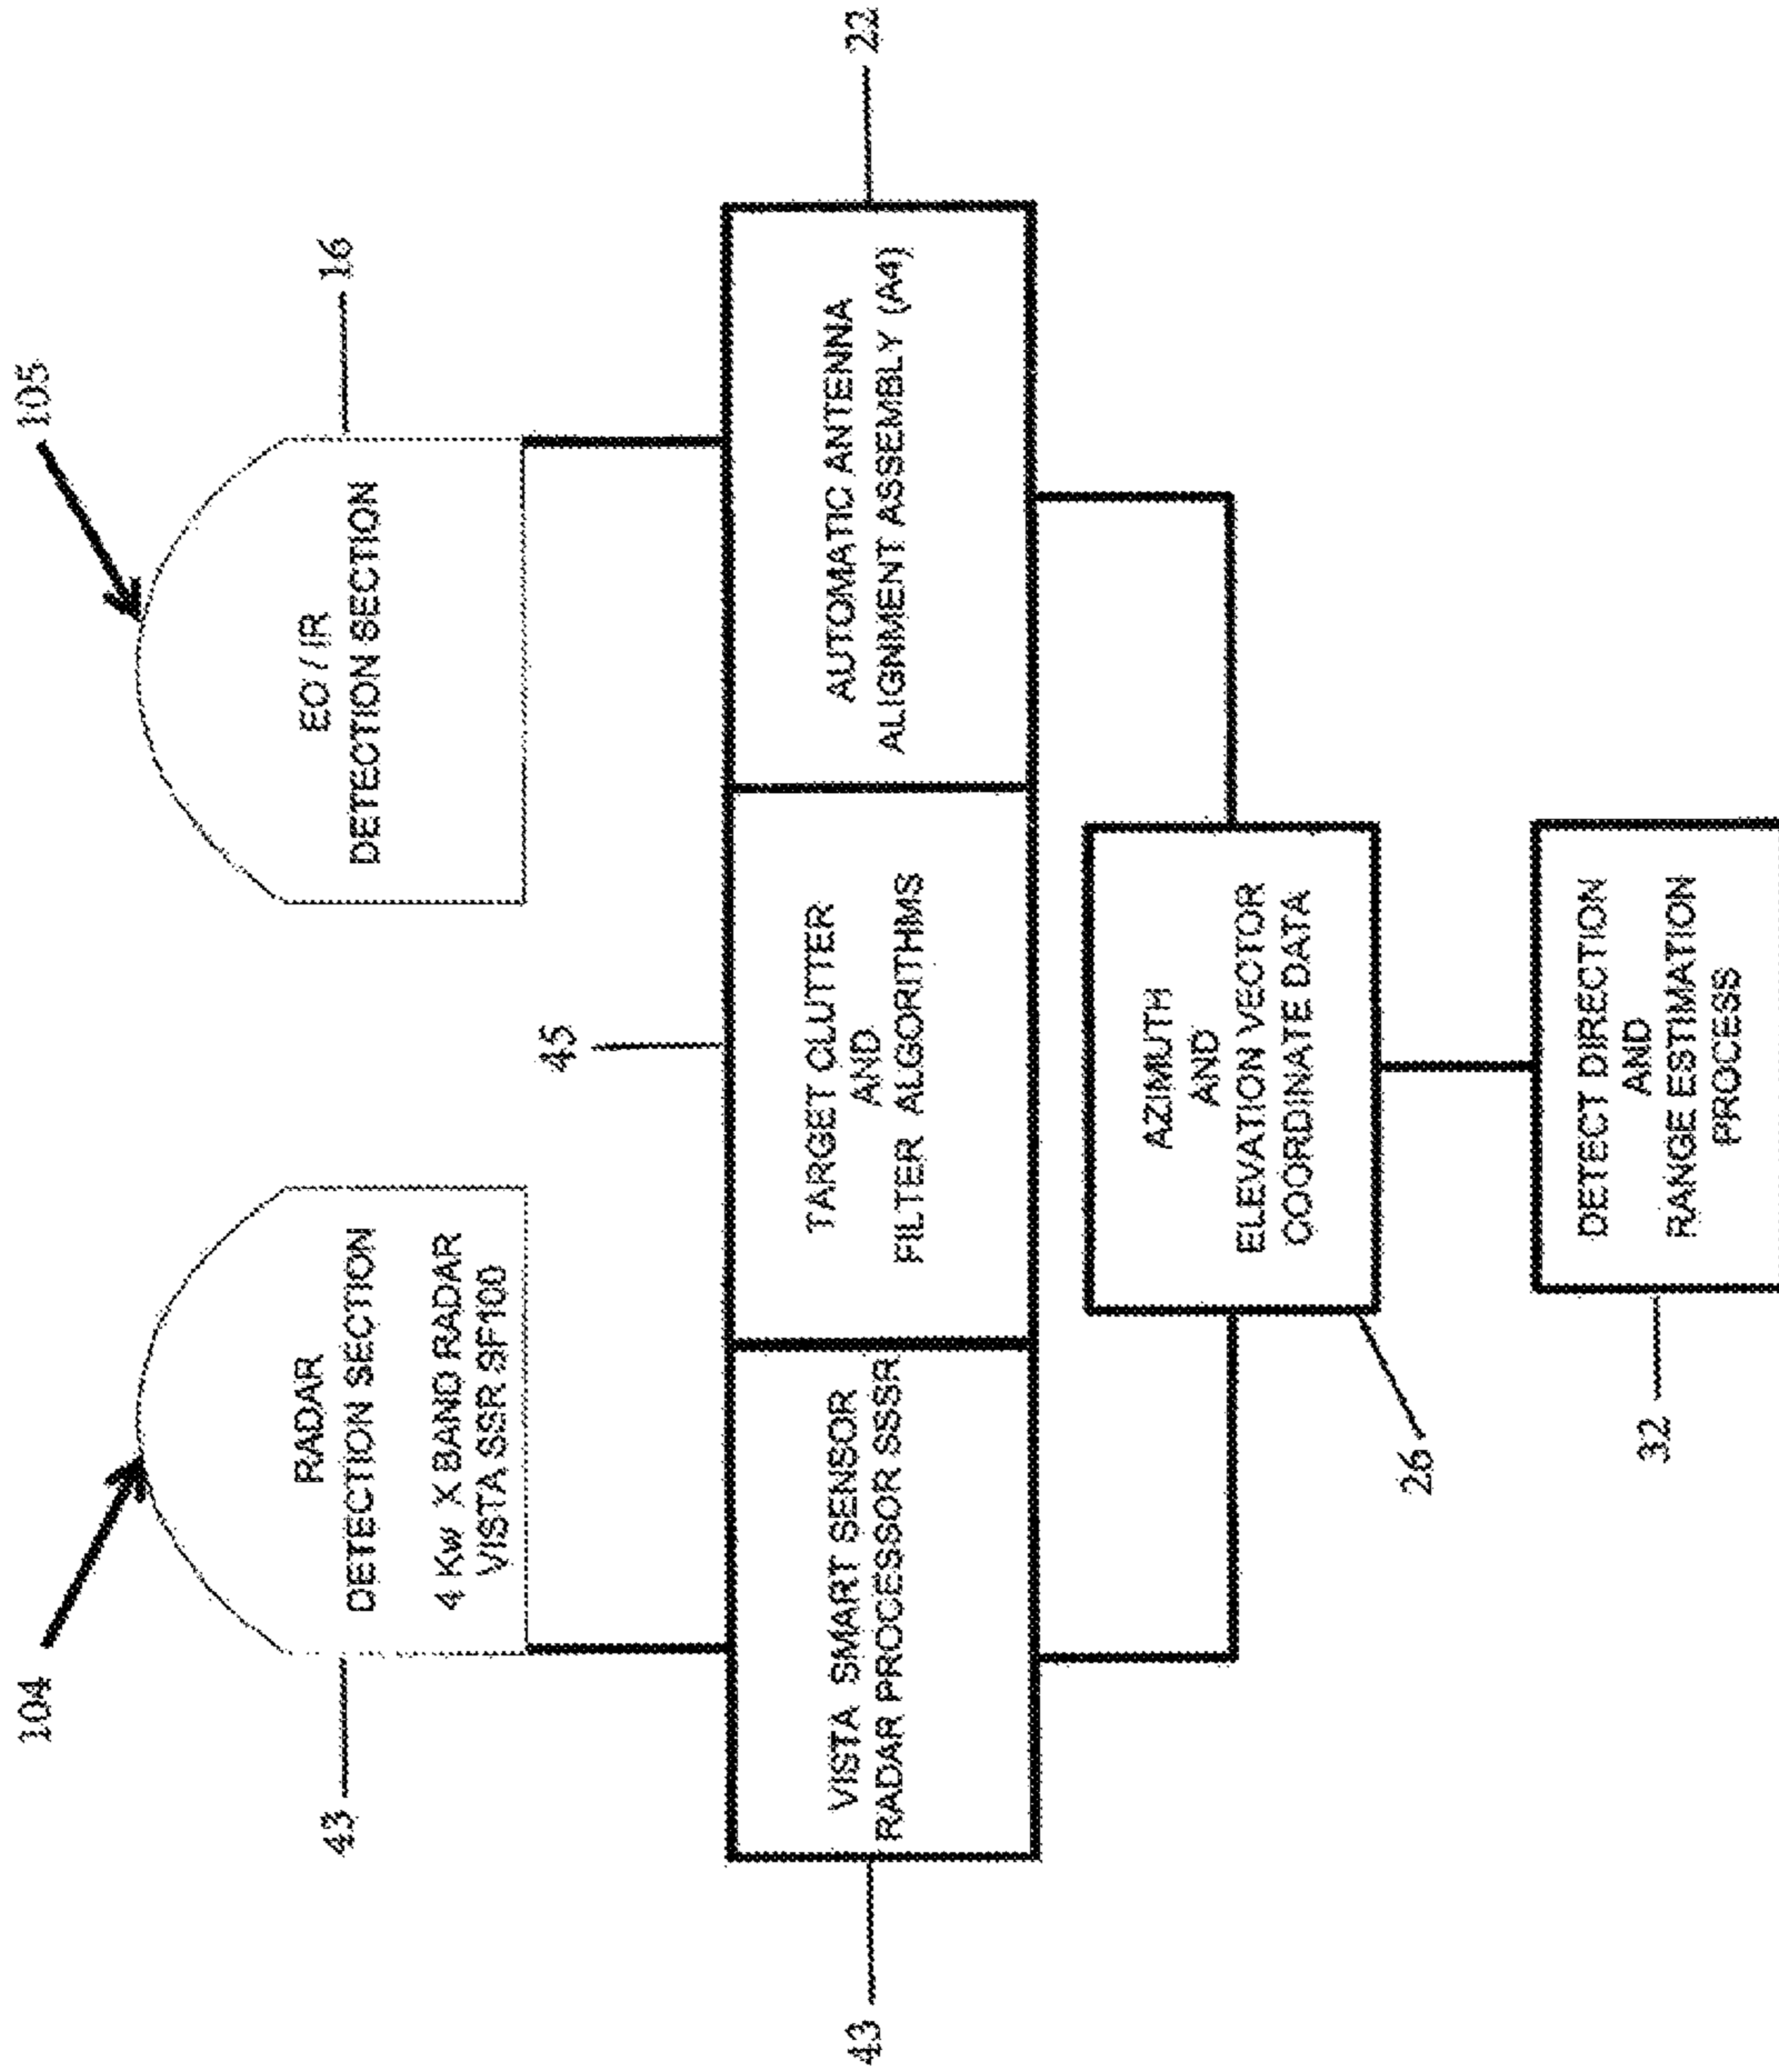 104
105
43
RADAR
DETECTION SECTION
4 Kw X BAND RADAR
VISTA SSR SF100
EO / IR
DETECTION SECTION
16
45
43
VISTA SMART SENSOR
RADAR PROCESSOR SSSR
TARGET CLUTTER
AND
FILTER ALGORITHMS
AUTOMATIC ANTENNA
ALIGNMENT ASSEMBLY (A4)
22
AZIMUTH
AND
ELEVATION VECTOR
COORDINATE DATA
26
32
DETECT DIRECTION
AND
RANGE ESTIMATION
PROCESS